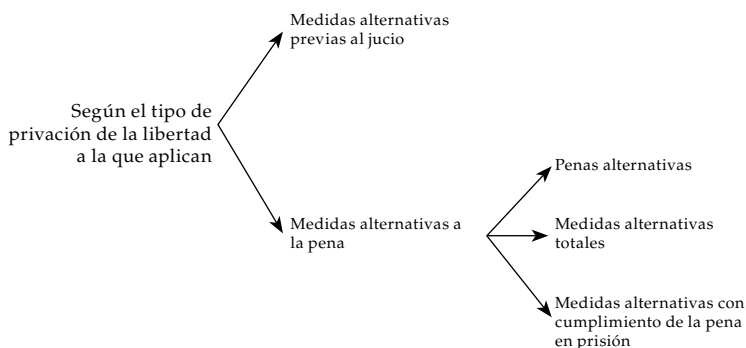 Medidas alternativas
previas al jucio
Según el tipo de
privación de la libertad
a la que aplican
Penas alternativas
Medidas alternativas a
la pena
Medidas alternativas
totales
Medidas alternativas con
cumplimiento de la pena
en prisión